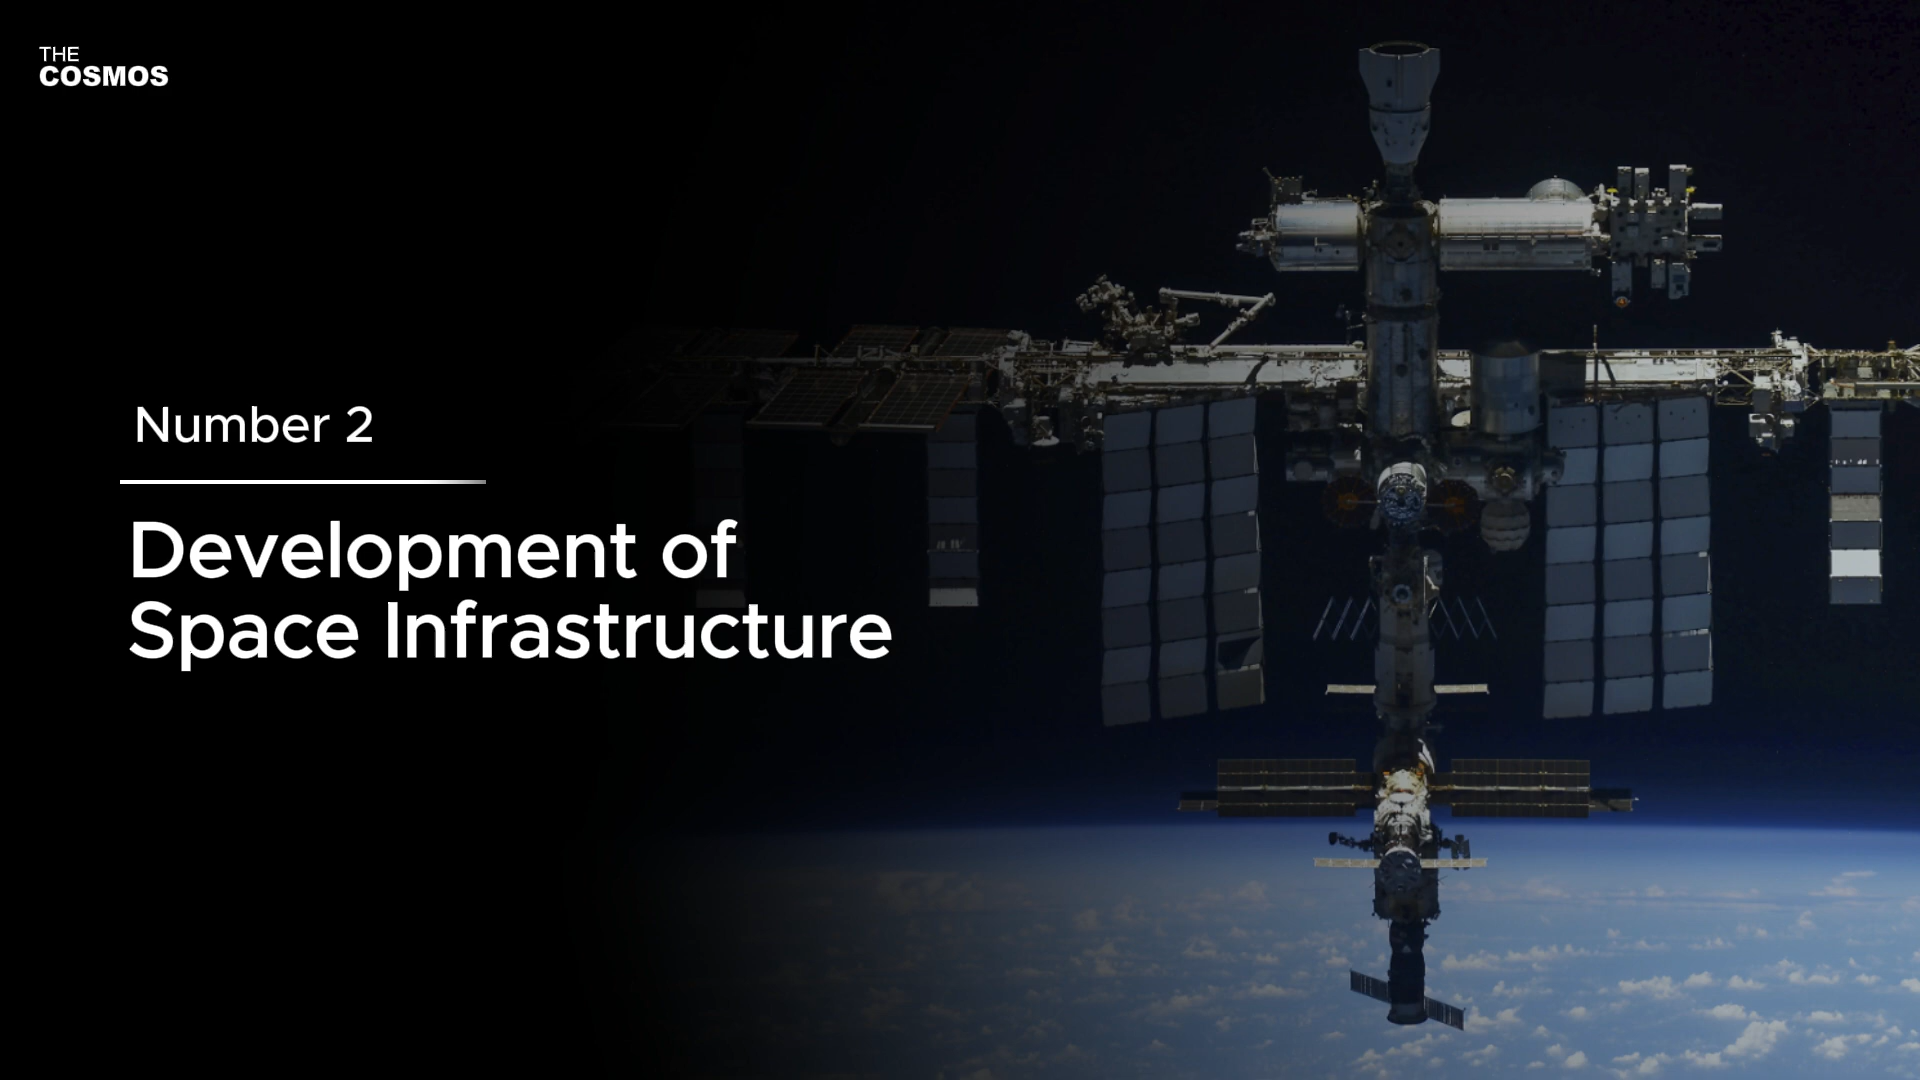 THE
COSMOS
Number 2
Development of
Space Infrastructure